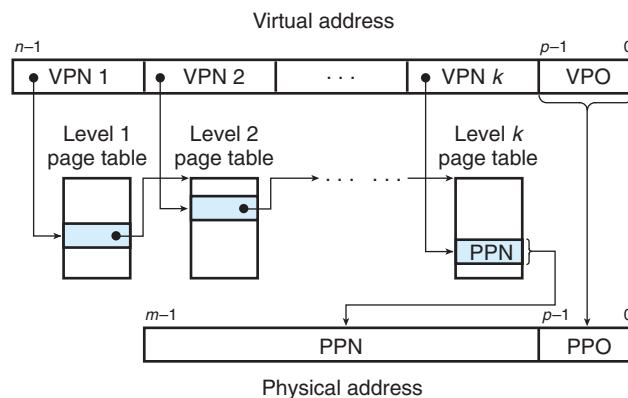 Virtual address
n–1 p–1 0
VPN 1 VPN 2 · · · VPN k VPO
Level 1 Level 2 Level k
page table page table page table
· · · · · ·
PPN
m–1 p–1 0
PPN PPO
Physical address